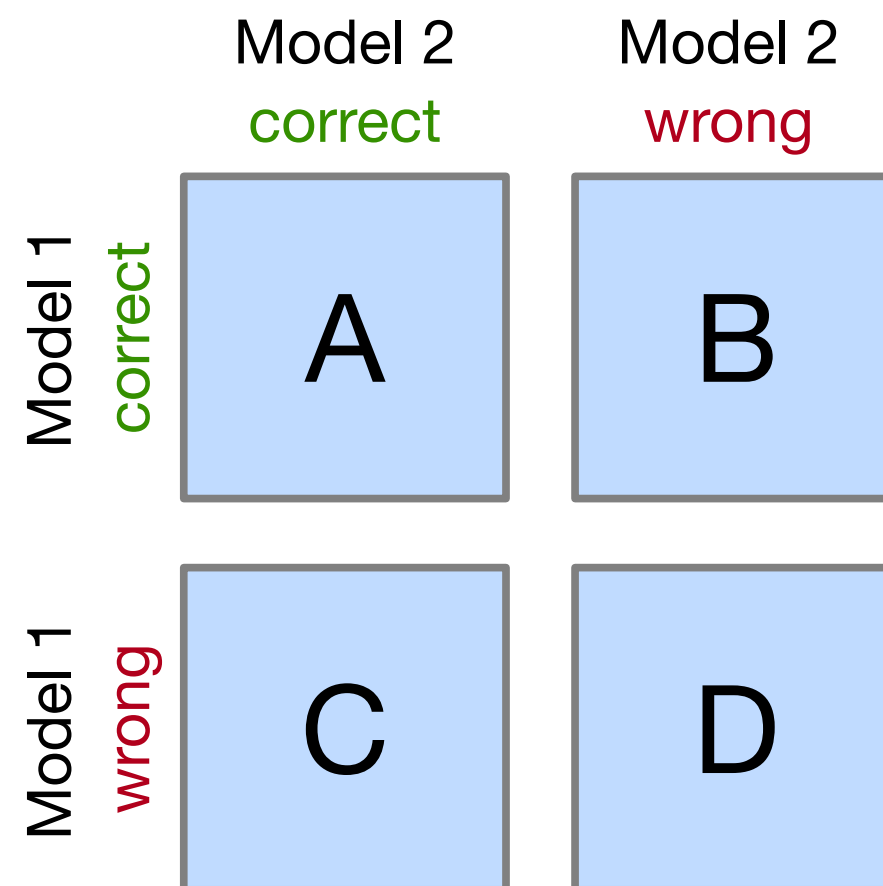 Model 2 Model 2
correct wrong
Model 1
correct
A B
Model 1
wrong
C D